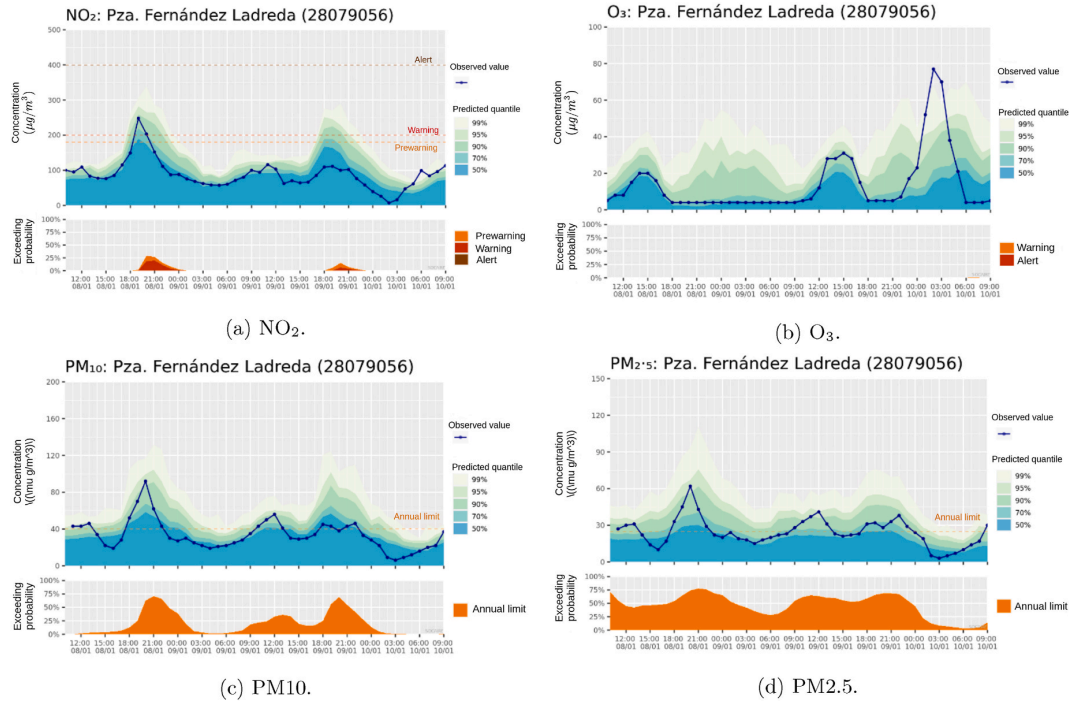 NO₂: Pza. Fernández Ladreda (28079056)
500
400
300
200
100
0
Concentration
(μg/m³)
Alert
Warning
Prewarning
Observed value
Predicted quantile
99%
95%
90%
70%
50%
Exceeding
probability
100%
75%
50%
25%
0%
Prewarning
Warning
Alert
12:00 15:00 18:00 21:00 00:00 03:00 06:00 09:00 12:00 15:00 18:00 21:00 00:00 03:00 06:00 09:00
08/01 08/01 08/01 08/01 09/01 09/01 09/01 09/01 09/01 09/01 09/01 09/01 10/01 10/01 10/01 10/01
(a) NO₂.
O₃: Pza. Fernández Ladreda (28079056)
100
80
60
40
20
0
Concentration
(μg/m³)
Observed value
Predicted quantile
99%
95%
90%
70%
50%
Exceeding
probability
100%
75%
50%
25%
0%
Warning
Alert
12:00 15:00 18:00 21:00 00:00 03:00 06:00 09:00 12:00 15:00 18:00 21:00 00:00 03:00 06:00 09:00
08/01 08/01 08/01 08/01 09/01 09/01 09/01 09/01 09/01 09/01 09/01 09/01 10/01 10/01 10/01 10/01
(b) O₃.
PM₁₀: Pza. Fernández Ladreda (28079056)
200
160
120
80
40
0
Concentration
\((\mu g/m^3)\)
Annual limit
Observed value
Predicted quantile
99%
95%
90%
70%
50%
Exceeding
probability
100%
75%
50%
25%
0%
Annual limit
12:00 15:00 18:00 21:00 00:00 03:00 06:00 09:00 12:00 15:00 18:00 21:00 00:00 03:00 06:00 09:00
08/01 08/01 08/01 08/01 09/01 09/01 09/01 09/01 09/01 09/01 09/01 09/01 10/01 10/01 10/01 10/01
(c) PM10.
PM₂.₅: Pza. Fernández Ladreda (28079056)
150
120
90
60
30
0
Concentration
\((\mu g/m^3)\)
Annual limit
Observed value
Predicted quantile
99%
95%
90%
70%
50%
Exceeding
probability
100%
75%
50%
25%
0%
Annual limit
12:00 15:00 18:00 21:00 00:00 03:00 06:00 09:00 12:00 15:00 18:00 21:00 00:00 03:00 06:00 09:00
08/01 08/01 08/01 08/01 09/01 09/01 09/01 09/01 09/01 09/01 09/01 09/01 10/01 10/01 10/01 10/01
(d) PM2.5.